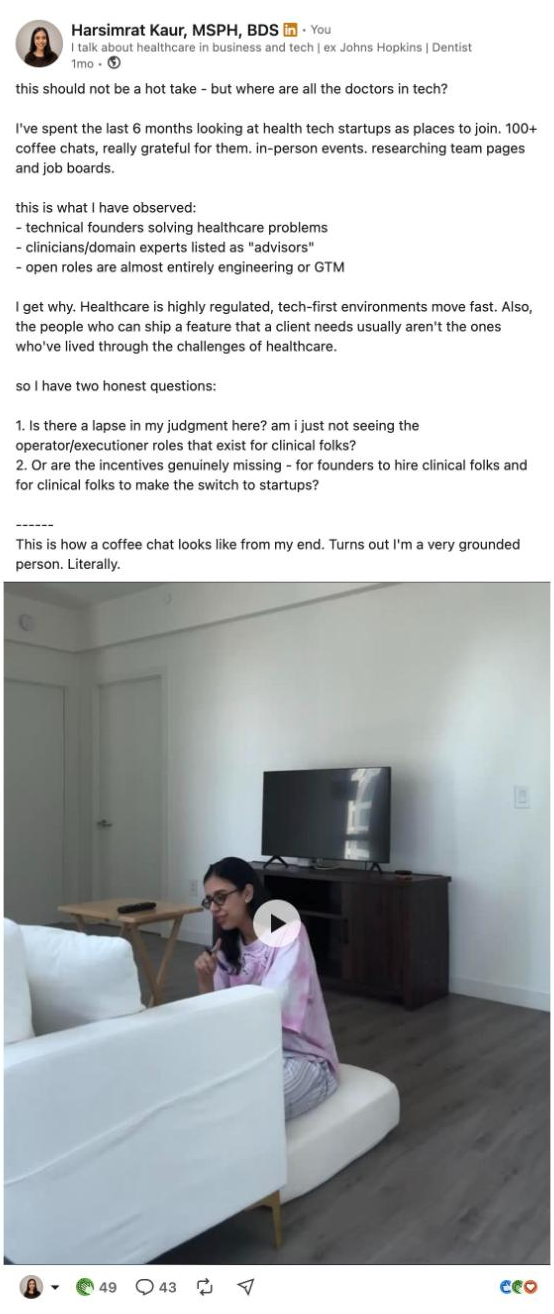 Harsimrat Kaur, MSPH, BDS in • You
I talk about healthcare in business and tech | ex Johns Hopkins | Dentist
1mo •
this should not be a hot take - but where are all the doctors in tech?
I've spent the last 6 months looking at health tech startups as places to join. 100+
coffee chats, really grateful for them. in-person events. researching team pages
and job boards.
this is what I have observed:
- technical founders solving healthcare problems
- clinicians/domain experts listed as "advisors"
- open roles are almost entirely engineering or GTM
I get why. Healthcare is highly regulated, tech-first environments move fast. Also,
the people who can ship a feature that a client needs usually aren't the ones
who've lived through the challenges of healthcare.
so I have two honest questions:
1. Is there a lapse in my judgment here? am i just not seeing the
operator/executioner roles that exist for clinical folks?
2. Or are the incentives genuinely missing - for founders to hire clinical folks and
for clinical folks to make the switch to startups?
------
This is how a coffee chat looks like from my end. Turns out I'm a very grounded
person. Literally.
49 43